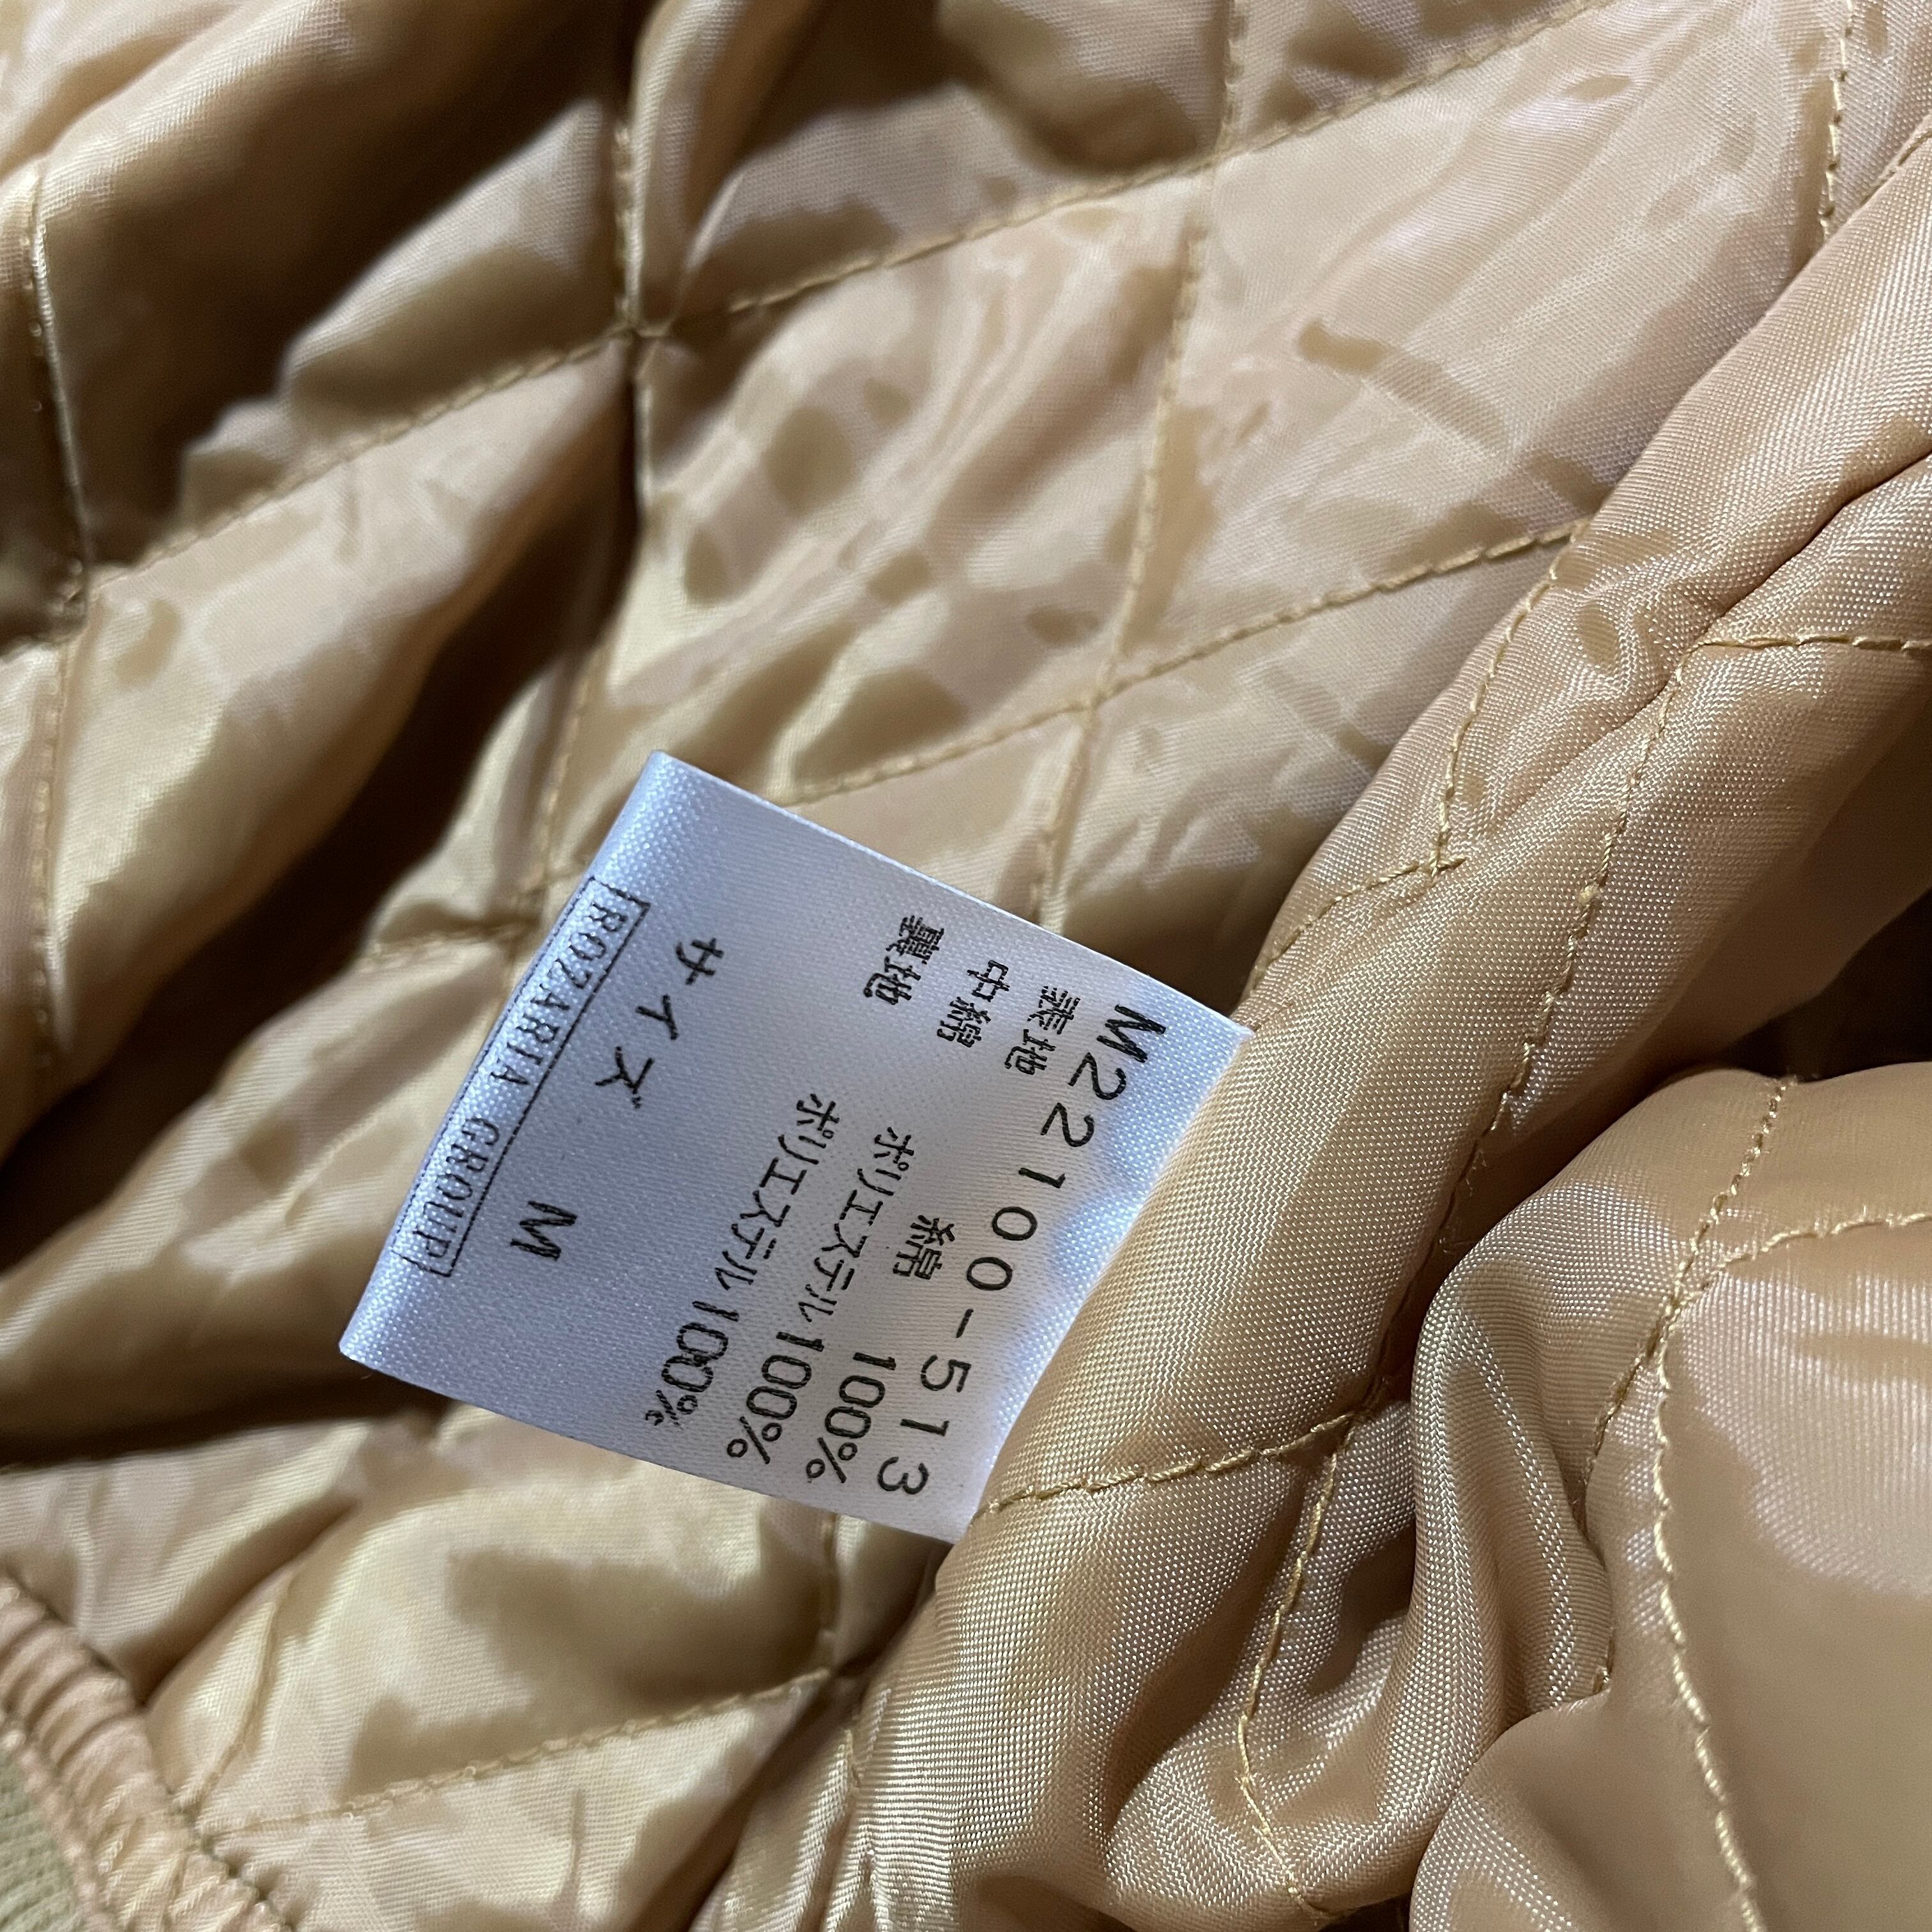 M22100-513
表地 綿 100%
中綿 ポリエステル100%
裏地 ポリエステル100%
サイズ M
ROZARIA GROUP